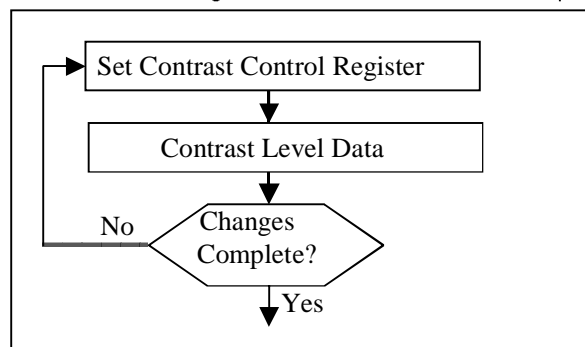 Set Contrast Control Register
Contrast Level Data
Changes
Complete?
No
Yes